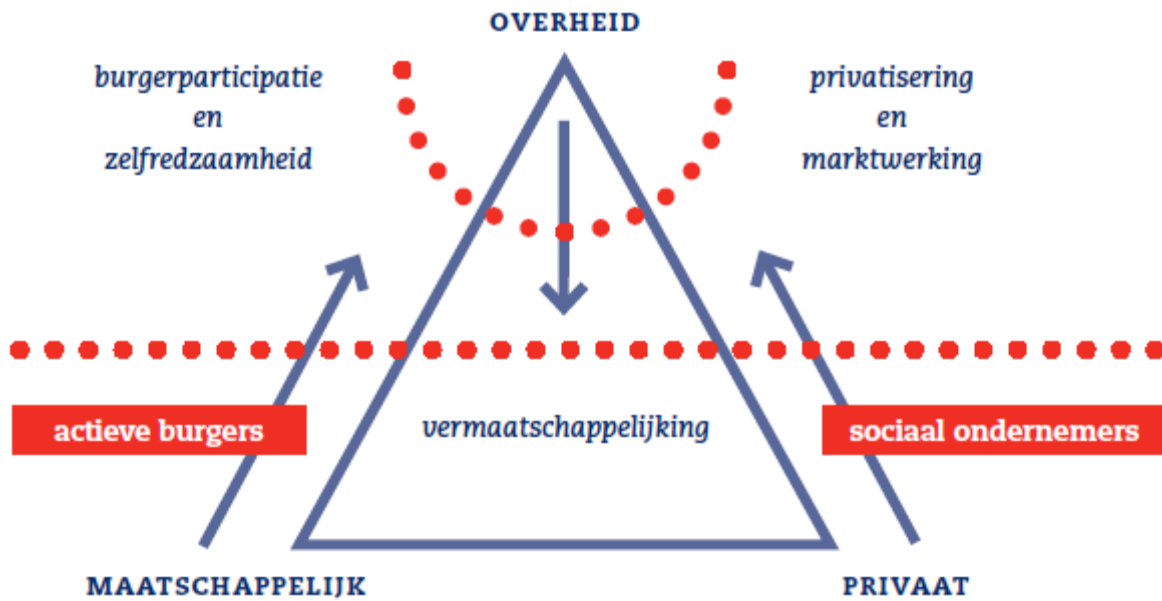 OVERHEID
burgerparticipatie
en
zelfredzaamheid
privatisering
en
marktwerking
actieve burgers
vermaatschappelijking
sociaal ondernemers
MAATSCHAPPELIJK
PRIVAAT